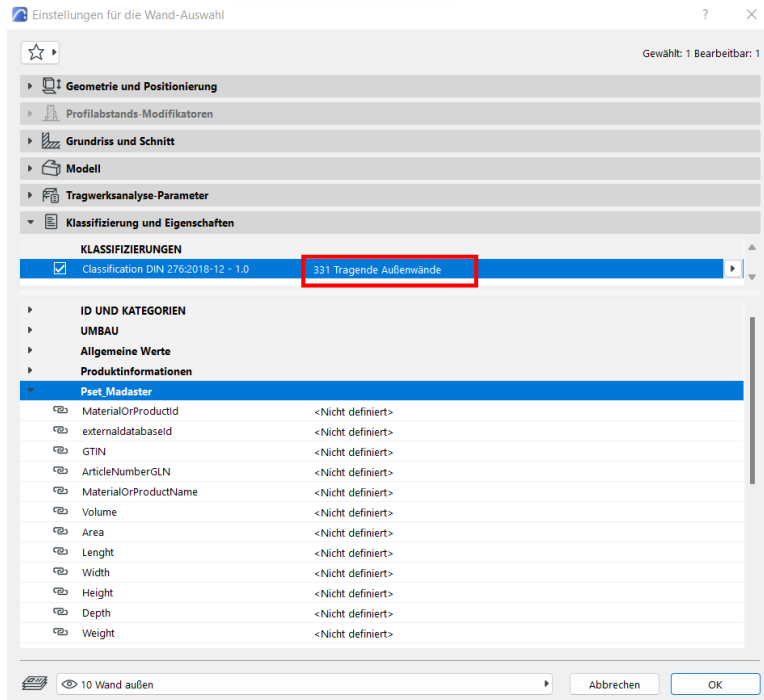 Einstellungen für die Wand-Auswahl ?
Gewählt: 1 Bearbeitbar: 1
Geometrie und Positionierung
Profilabstands-Modifikatoren
Grundriss und Schnitt
Modell
Tragwerksanalyse-Parameter
Klassifizierung und Eigenschaften
KLASSIFIZIERUNGEN
Classification DIN 276:2018-12 - 1.0 331 Tragende Außenwände
ID UND KATEGORIEN
UMBAU
Allgemeine Werte
Produktinformationen
Pset_Madaster
MaterialOrProductId <Nicht definiert>
externaldatabaseId <Nicht definiert>
GTIN <Nicht definiert>
ArticleNumberGLN <Nicht definiert>
MaterialOrProductName <Nicht definiert>
Volume <Nicht definiert>
Area <Nicht definiert>
Lenght <Nicht definiert>
Width <Nicht definiert>
Height <Nicht definiert>
Depth <Nicht definiert>
Weight <Nicht definiert>
10 Wand außen Abbrechen OK